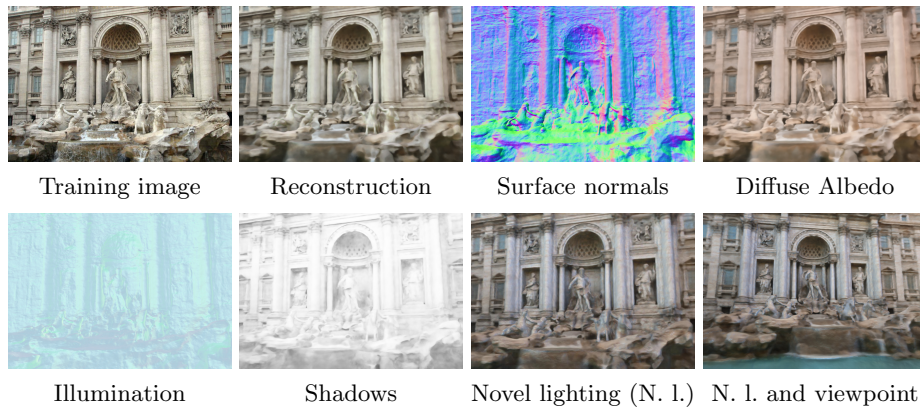 Training image
Reconstruction
Surface normals
Diffuse Albedo
Illumination
Shadows
Novel lighting (N. l.)
N. l. and viewpoint